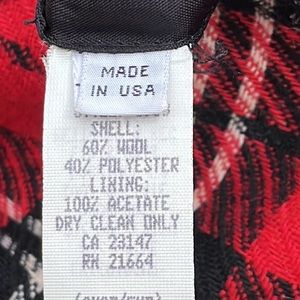 MADE
IN USA
SHELL:
60% WOOL
40% POLYESTER
LINING:
100% ACETATE
DRY CLEAN ONLY
CA 23147
RN 21664